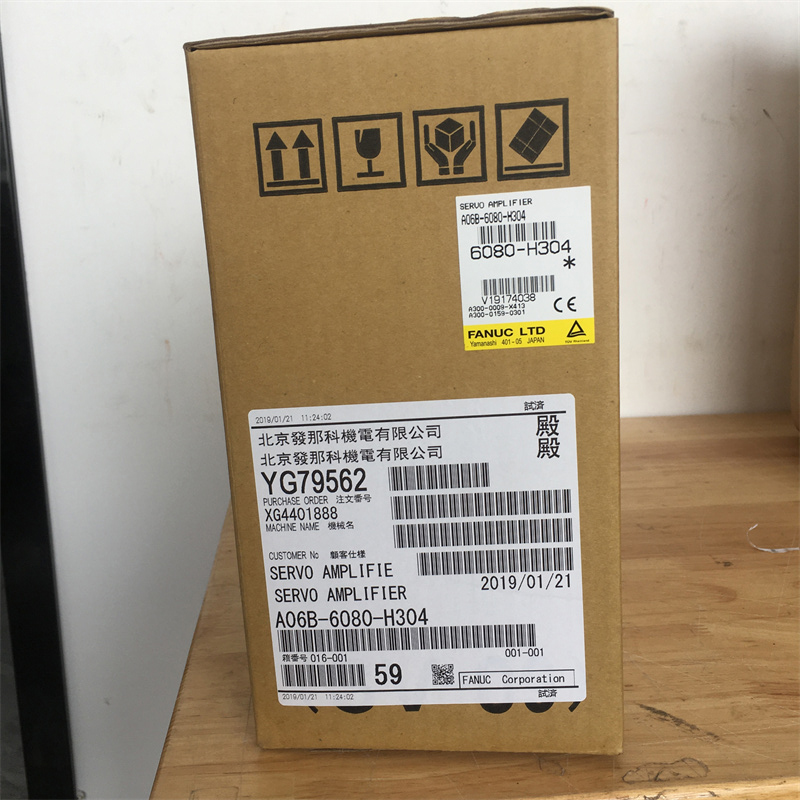 SERVO AMPLIFIER
A06B-6080-H304
6080-H304
*
V19174038
A300-0009-X413
A300-0159-0301
CE
FANUC LTD
Yamanashi 401-05 JAPAN
2019/01/21 11:24:02 試済
北京發那科機電有限公司 殿
北京發那科機電有限公司 殿
YG79562
PURCHASE ORDER 注文番号
XG4401888
MACHINE NAME 機械名
CUSTOMER No 顧客仕様
SERVO AMPLIFIE
2019/01/21
SERVO AMPLIFIER
A06B-6080-H304
箱番号 016-001
001-001
59
FANUC Corporation
2019/01/21 11:24:02 試済